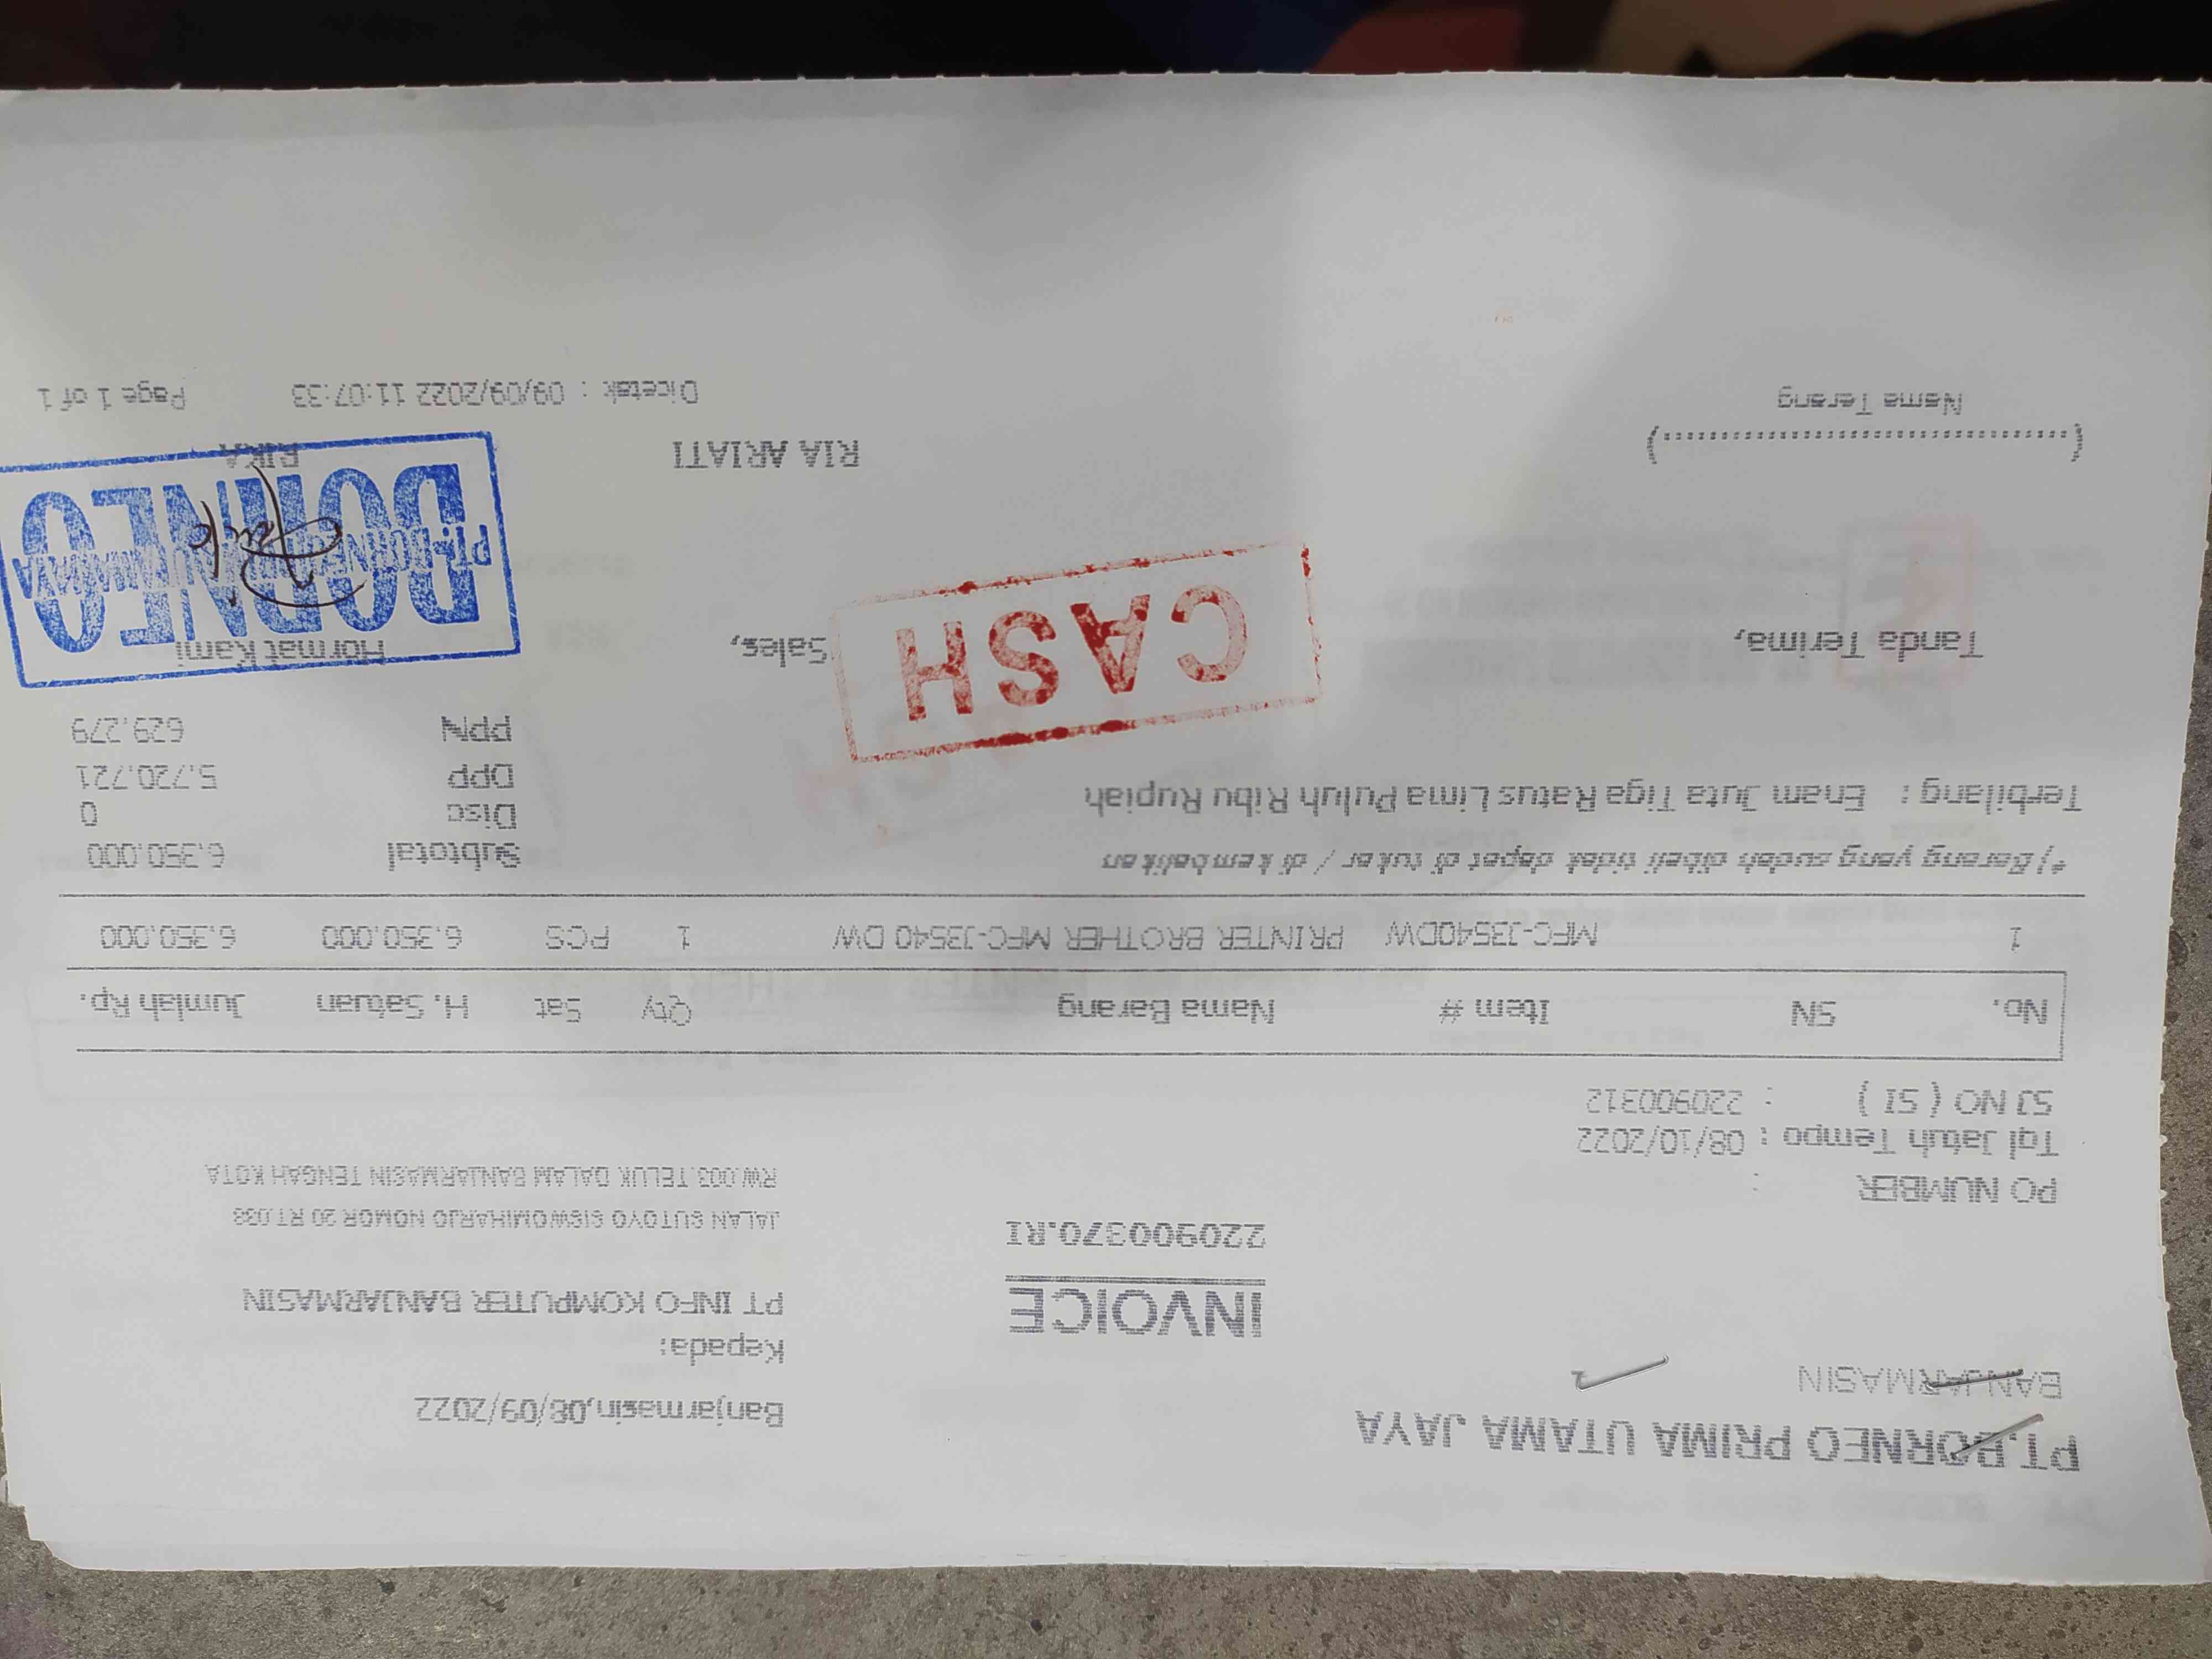 PT.BORNEO PRIMA UTAMA JAYA
BANJARMASIN
Banjarmasin,08/09/2022
Kepada:
PT INFO KOMPUTER BANJARMASIN
JALAN SUTOYO SISWOMIHARJO NOMOR 20 RT.038
RW.003.TELUK DALAM BANJARMASIN TENGAH KOTA
INVOICE
220900370.RI
PO NUMBER :
Tgl Jatuh Tempo : 08/10/2022
SJ NO ( SI ) : 220900312
No. SN Item # Nama Barang Qty Sat H. Satuan Jumlah Rp.
1 MFC-J3540DW PRINTER BROTHER MFC-J3540 DW 1 PCS 6.350.000 6.350.000
*) Barang yang sudah dibeli tidak dapat di tukar / di kembalikan
Terbilang : Enam Juta Tiga Ratus Lima Puluh Ribu Rupiah
Subtotal 6.350.000
Disc 0
DPP 5.720.721
PPN 629.279
Tanda Terima,
CASH
Sales,
Hormat Kami
BORNEO
PT. BORNEO PRIMA UTAMA JAYA
(......................................)
Nama Terang
RIA ARIATI
RIKA
Dicetak : 09/09/2022 11:07:33
Page 1 of 1